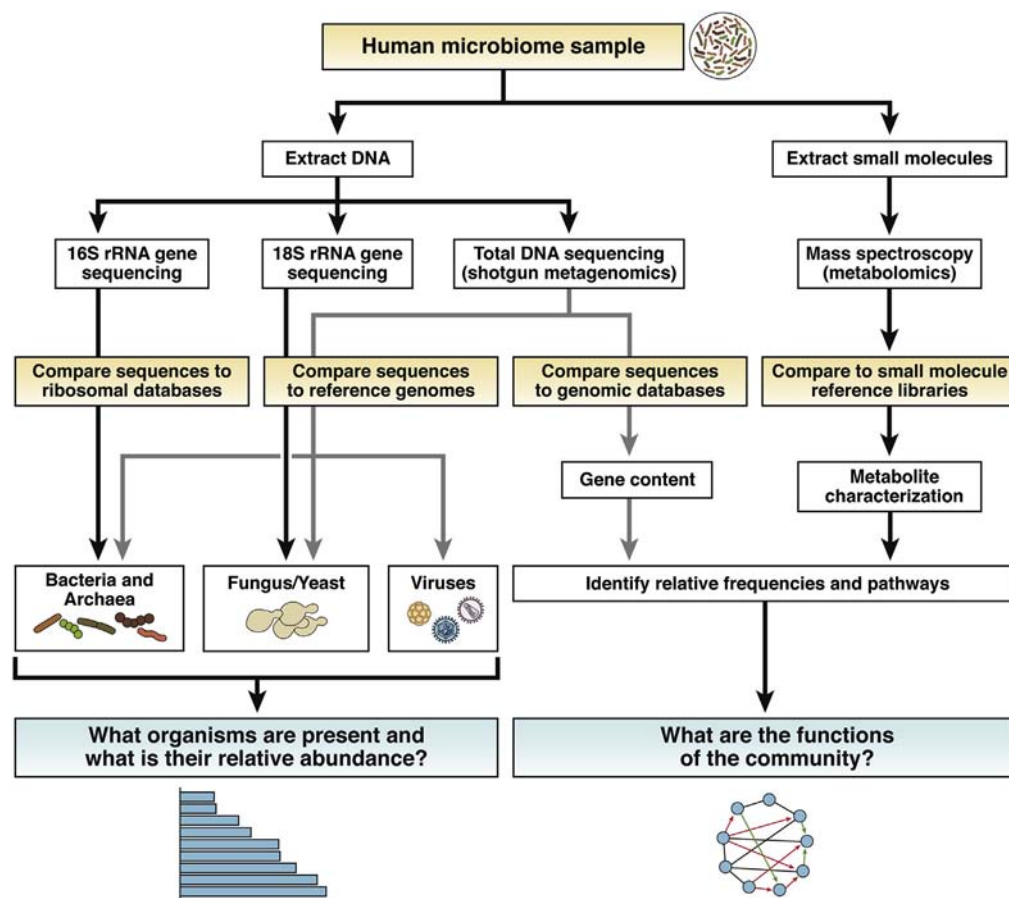 Human microbiome sample
Extract DNA
Extract small molecules
16S rRNA gene
sequencing
18S rRNA gene
sequencing
Total DNA sequencing
(shotgun metagenomics)
Mass spectroscopy
(metabolomics)
Compare sequences to
ribosomal databases
Compare sequences
to reference genomes
Compare sequences
to genomic databases
Compare to small molecule
reference libraries
Gene content
Metabolite
characterization
Bacteria and
Archaea
Fungus/Yeast
Viruses
Identify relative frequencies and pathways
What organisms are present and
what is their relative abundance?
What are the functions
of the community?